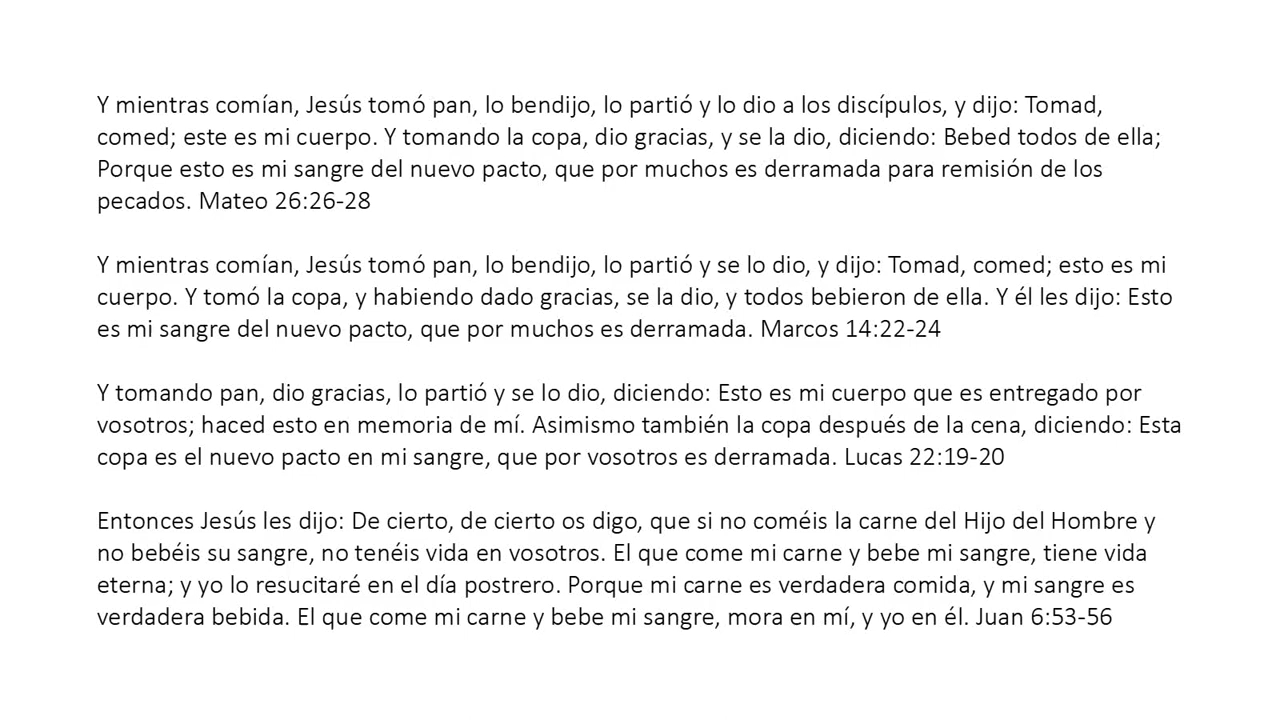 Y mientras comían, Jesús tomó pan, lo bendijo, lo partió y lo dio a los discípulos, y dijo: Tomad,
comed; este es mi cuerpo. Y tomando la copa, dio gracias, y se la dio, diciendo: Bebed todos de ella;
Porque esto es mi sangre del nuevo pacto, que por muchos es derramada para remisión de los
pecados. Mateo 26:26-28
Y mientras comían, Jesús tomó pan, lo bendijo, lo partió y se lo dio, y dijo: Tomad, comed; esto es mi
cuerpo. Y tomó la copa, y habiendo dado gracias, se la dio, y todos bebieron de ella. Y él les dijo: Esto
es mi sangre del nuevo pacto, que por muchos es derramada. Marcos 14:22-24
Y tomando pan, dio gracias, lo partió y se lo dio, diciendo: Esto es mi cuerpo que es entregado por
vosotros; haced esto en memoria de mí. Asimismo también la copa después de la cena, diciendo: Esta
copa es el nuevo pacto en mi sangre, que por vosotros es derramada. Lucas 22:19-20
Entonces Jesús les dijo: De cierto, de cierto os digo, que si no coméis la carne del Hijo del Hombre y
no bebéis su sangre, no tenéis vida en vosotros. El que come mi carne y bebe mi sangre, tiene vida
eterna; y yo lo resucitaré en el día postrero. Porque mi carne es verdadera comida, y mi sangre es
verdadera bebida. El que come mi carne y bebe mi sangre, mora en mí, y yo en él. Juan 6:53-56